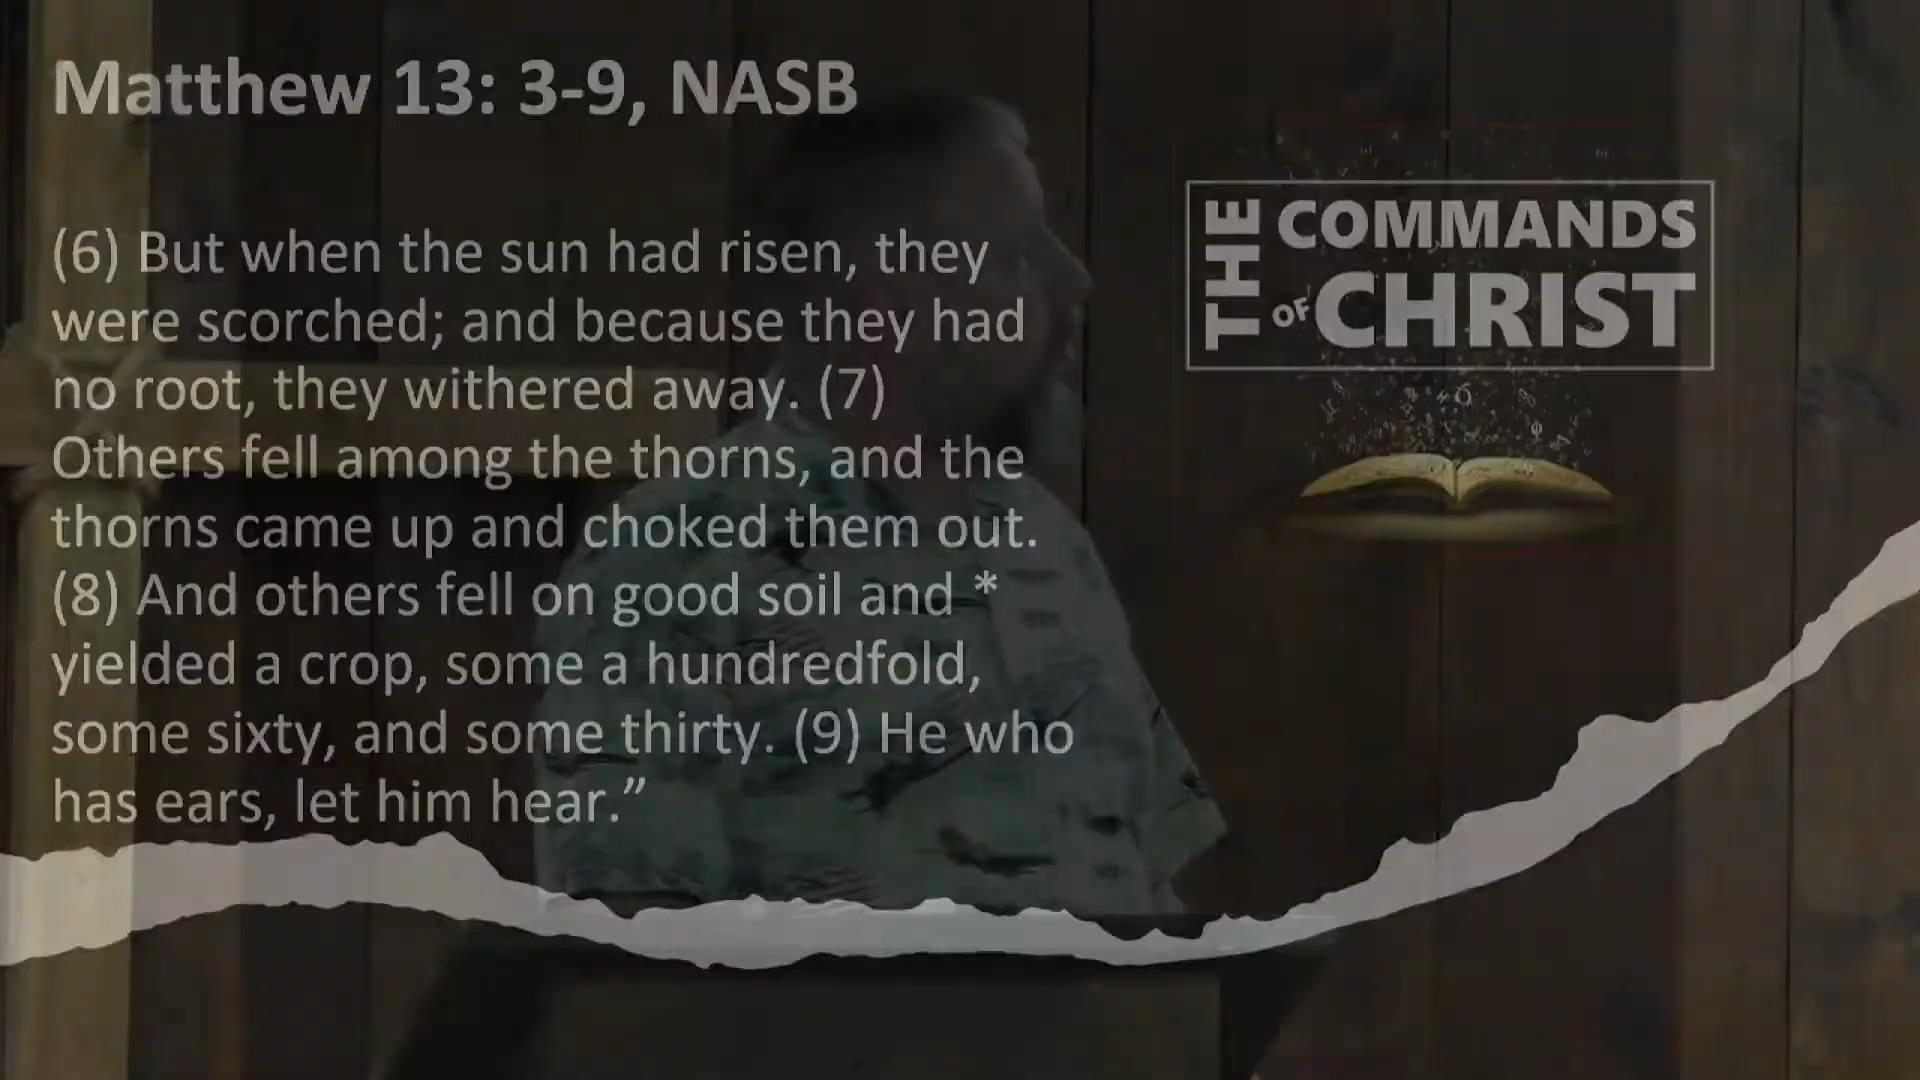 Matthew 13: 3-9, NASB
(6) But when the sun had risen, they
were scorched; and because they had
no root, they withered away. (7)
Others fell among the thorns, and the
thorns came up and choked them out.
(8) And others fell on good soil and *
yielded a crop, some a hundredfold,
some sixty, and some thirty. (9) He who
has ears, let him hear.”
THE COMMANDS
OF CHRIST